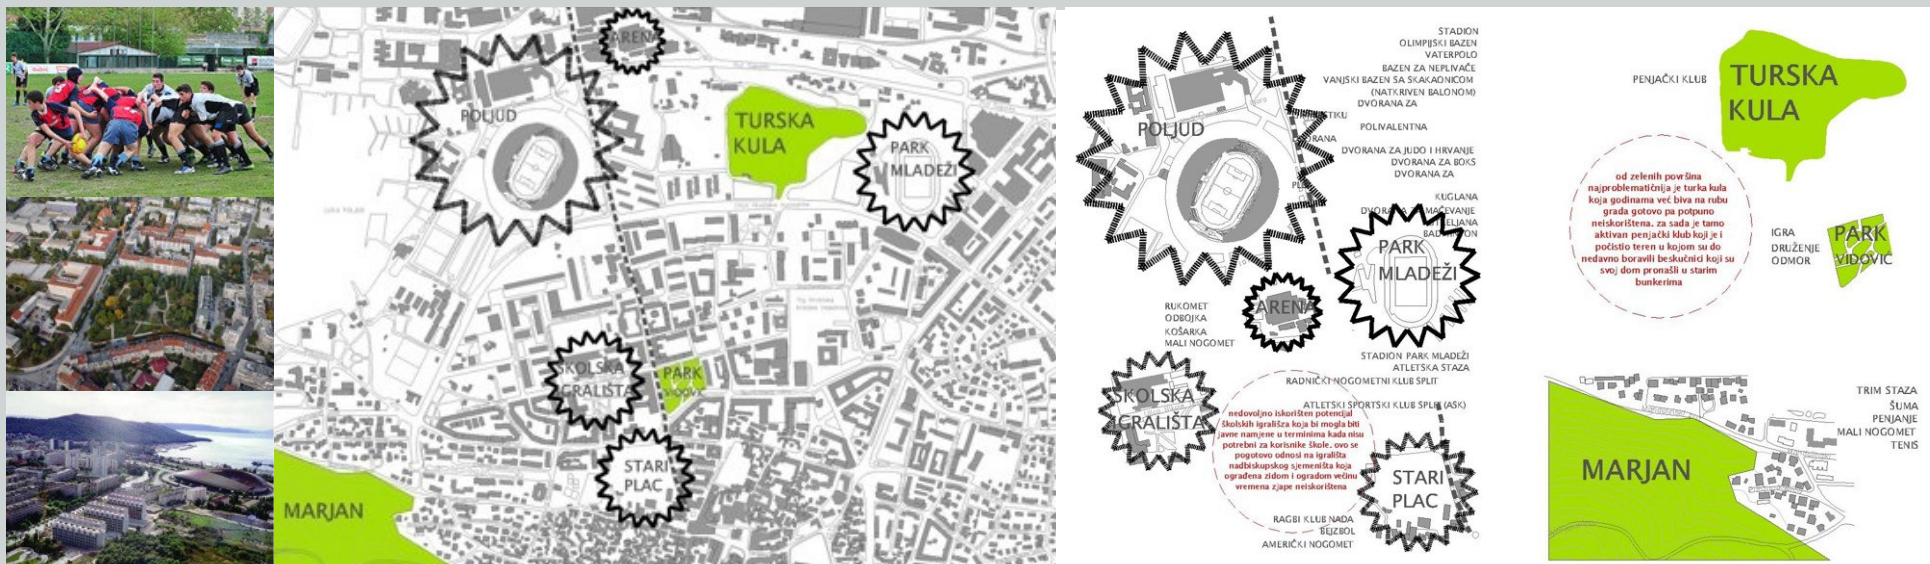 ARENA
POLJUD
TURSKA
KULA
PARK
MLADEŽI
ŠKOLSKA
IGRALIŠTA
PARK
VIDOVIĆ
STARI
PLAC
MARJAN
STADION
OLIMPIJSKI BAZEN
VATERPOLO
BAZEN ZA NEPLIVAČE
VANJSKI BAZEN SA SKAKAONICOM
(NATKRIVEN BALONOM)
DVORANA ZA
POLIVALENTNA
DVORANA ZA JUDO I HRVANJE
DVORANA ZA BOKS
DVORANA ZA
KUGLANA
DVORANA ZA MAČEVANJE
POLJUD
PARK
MLADEŽI
ARENA
RUKOMET
ODBOJKA
KOŠARKA
MALI NOGOMET
STADION PARK MLADEŽI
ATLETSKA STAZA
RADNIČKI NOGOMETNI KLUB SPLIT
ATLETSKI SPORTSKI KLUB SPLIT (ASK)
ŠKOLSKA
IGRALIŠTA
nedovoljno iskorišten potencijal
školskih igrališza koja bi mogla biti
javne namjene u terminima kada nisu
potrebni za korisnike škole. ovo se
pogotovo odnosi na igrališta
nadbiskupskog sjemeništa koja
ograđena zidom i ogradom većinu
vremena zjape neiskorištena
STARI
PLAC
RAGBI KLUB NADA
BEJZBOL
AMERIČKI NOGOMET
PENJAČKI KLUB
TURSKA
KULA
od zelenih površina
najproblematičnija je turka kula
koja godinama već biva na rubu
grada gotovo pa potpuno
neiskorištena. za sada je tamo
aktivan penjački klub koji je i
počistio teren u kojom su do
nedavno boravili beskućnici koji su
svoj dom pronašli u starim
bunkerima
IGRA
DRUŽENJE
ODMOR
PARK
VIDOVIĆ
TRIM STAZA
ŠUMA
PENJANJE
MALI NOGOMET
TENIS
MARJAN